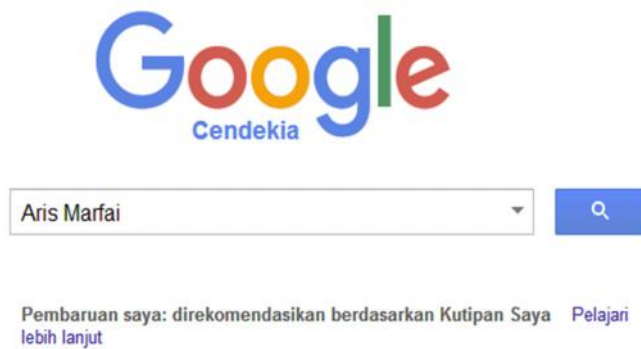 Google
Cendekia
Aris Marfai
Pembaruan saya: direkomendasikan berdasarkan Kutipan Saya Pelajari
lebih lanjut